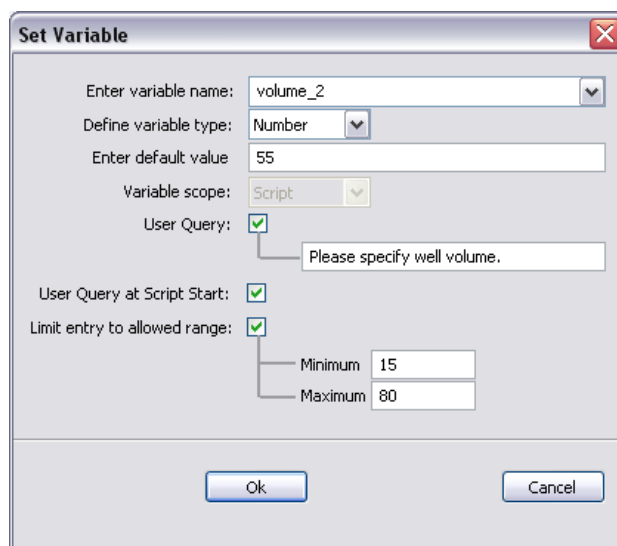 Set Variable
Enter variable name: volume_2
Define variable type: Number
Enter default value 55
Variable scope: Script
User Query:
Please specify well volume.
User Query at Script Start:
Limit entry to allowed range:
Minimum 15
Maximum 80
Ok Cancel